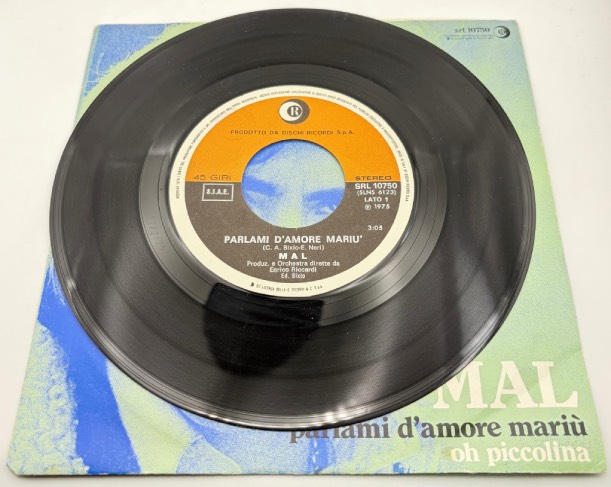 srl 10750
R
PRODOTTO DA DISCHI RICORDI S.p.A.
45 GIRI
STEREO
S.I.A.E.
SRL 10750
(SLNS 6123)
LATO 1
℗ 1975
3:05
PARLAMI D'AMORE MARIU'
(C. A. Bixio-E. Neri)
MAL
Produz. e Orchestra dirette da
Enrico Riccardi
Ed. Bixio
MAL
parlami d'amore mariù
oh piccolina